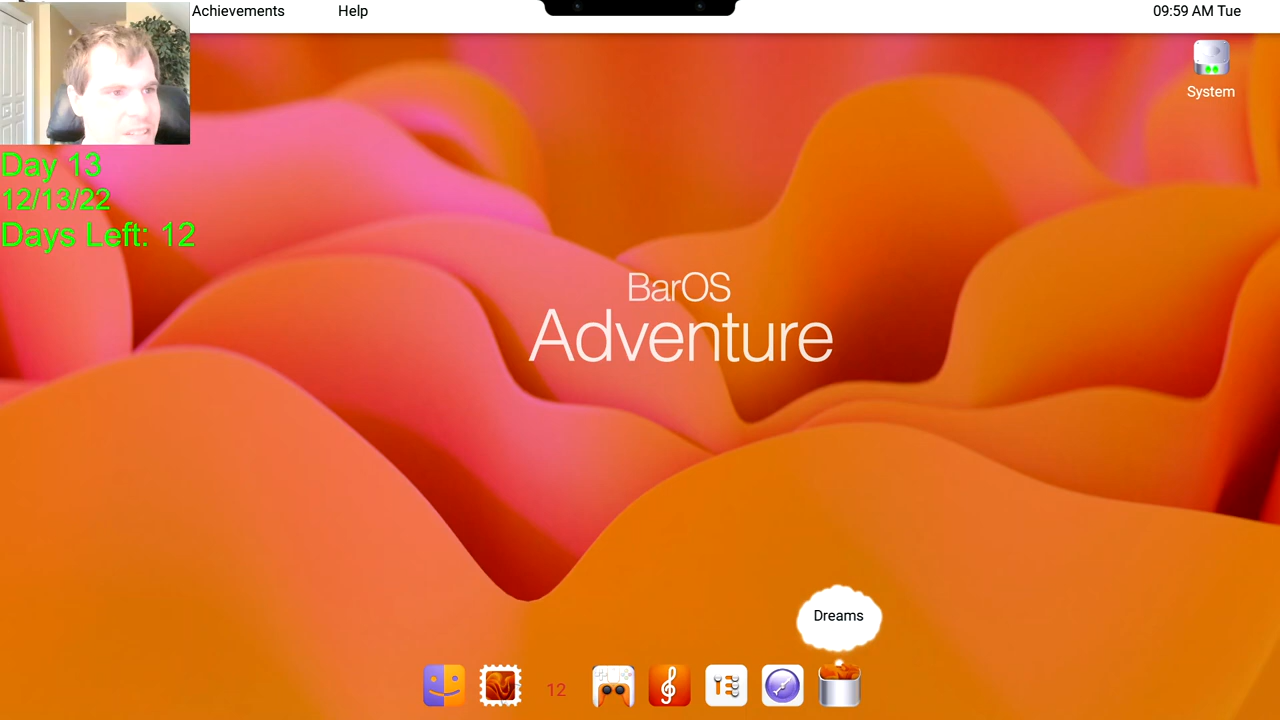 Achievements
Help
09:59 AM Tue
System
Day 13
12/13/22
Days Left: 12
BarOS
Adventure
Dreams
12